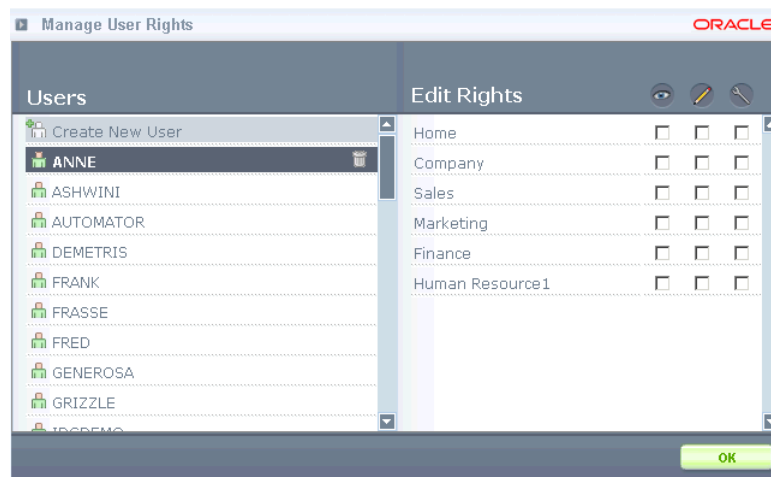 Manage User Rights
ORACLE
Users
Edit Rights
Create New User
ANNE
ASHWINI
AUTOMATOR
DEMETRIS
FRANK
FRASSE
FRED
GENEROSA
GRIZZLE
Home
Company
Sales
Marketing
Finance
Human Resource1
OK